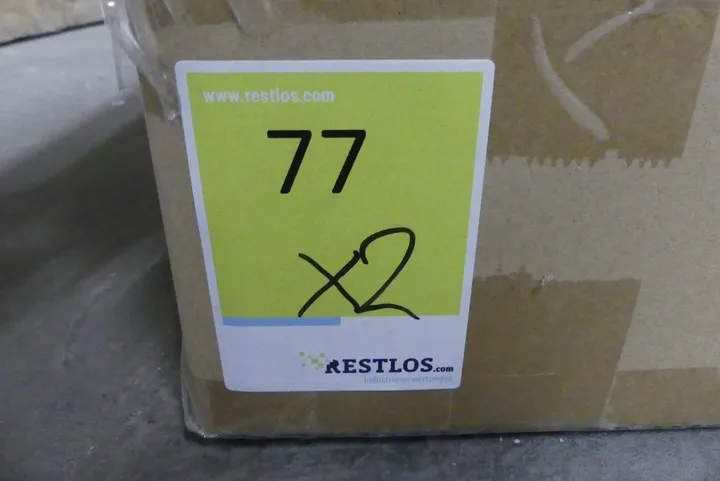 www.restlos.com
77
x2
RESTLOS.com
industrieverwertung